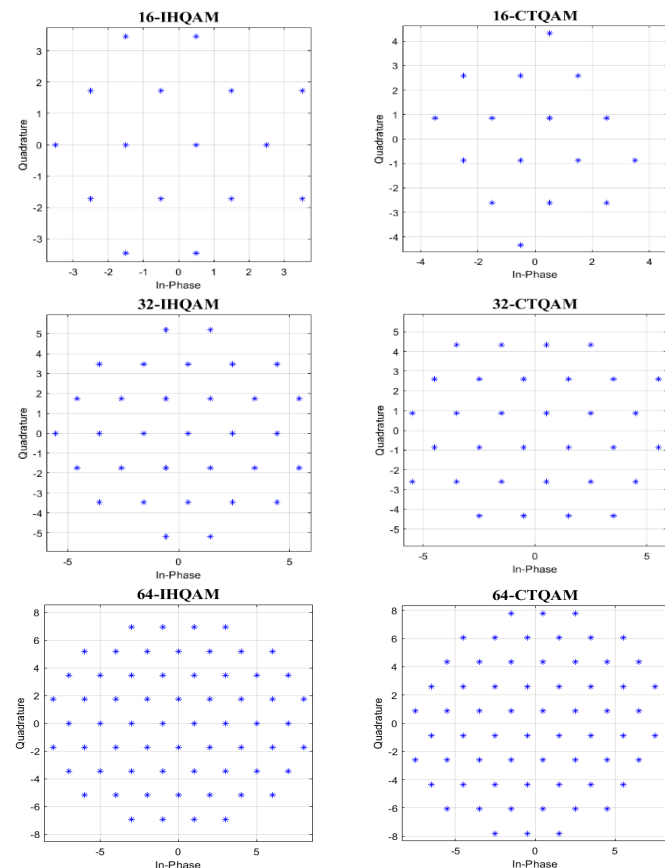 16-IHQAM
Quadrature
3
2
1
0
-1
-2
-3
-3 -2 -1 0 1 2 3
In-Phase
16-CTQAM
Quadrature
4
3
2
1
0
-1
-2
-3
-4
-4 -2 0 2 4
In-Phase
32-IHQAM
Quadrature
5
4
3
2
1
0
-1
-2
-3
-4
-5
-5 0 5
In-Phase
32-CTQAM
Quadrature
5
4
3
2
1
0
-1
-2
-3
-4
-5
-5 0 5
In-Phase
64-IHQAM
Quadrature
8
6
4
2
0
-2
-4
-6
-8
-5 0 5
In-Phase
64-CTQAM
Quadrature
8
6
4
2
0
-2
-4
-6
-8
-5 0 5
In-Phase